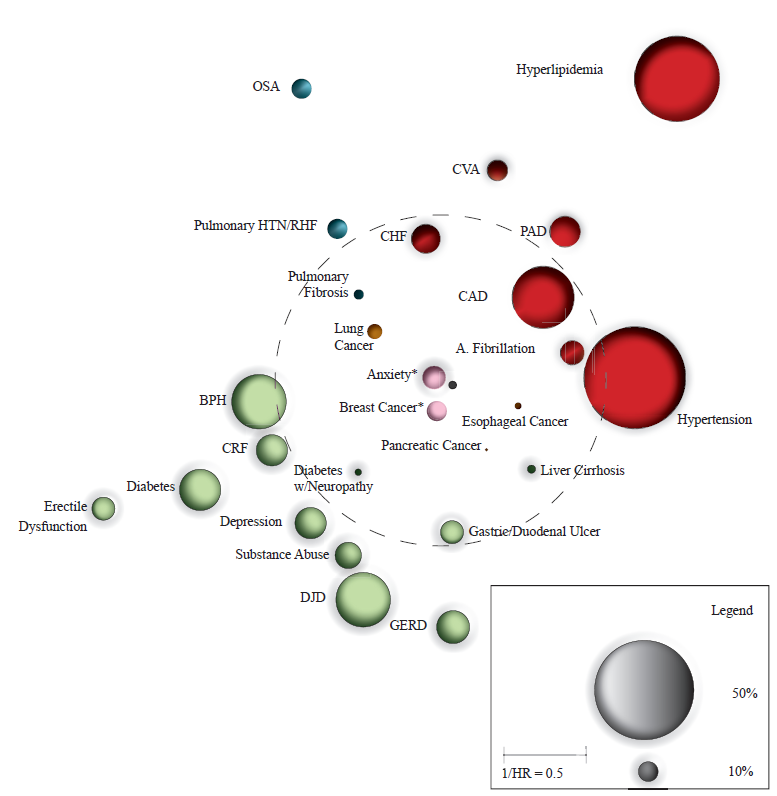 Hyperlipidemia
OSA
CVA
Pulmonary HTN/RHF
CHF
PAD
Pulmonary
Fibrosis
CAD
Lung
Cancer
A. Fibrillation
Anxiety*
BPH
Breast Cancer*
Esophageal Cancer
Hypertension
CRF
Pancreatic Cancer
Diabetes
w/Neuropathy
Liver Cirrhosis
Diabetes
Erectile
Dysfunction
Depression
Gastric/Duodenal Ulcer
Substance Abuse
DJD
GERD
Legend
50%
1/HR = 0.5
10%